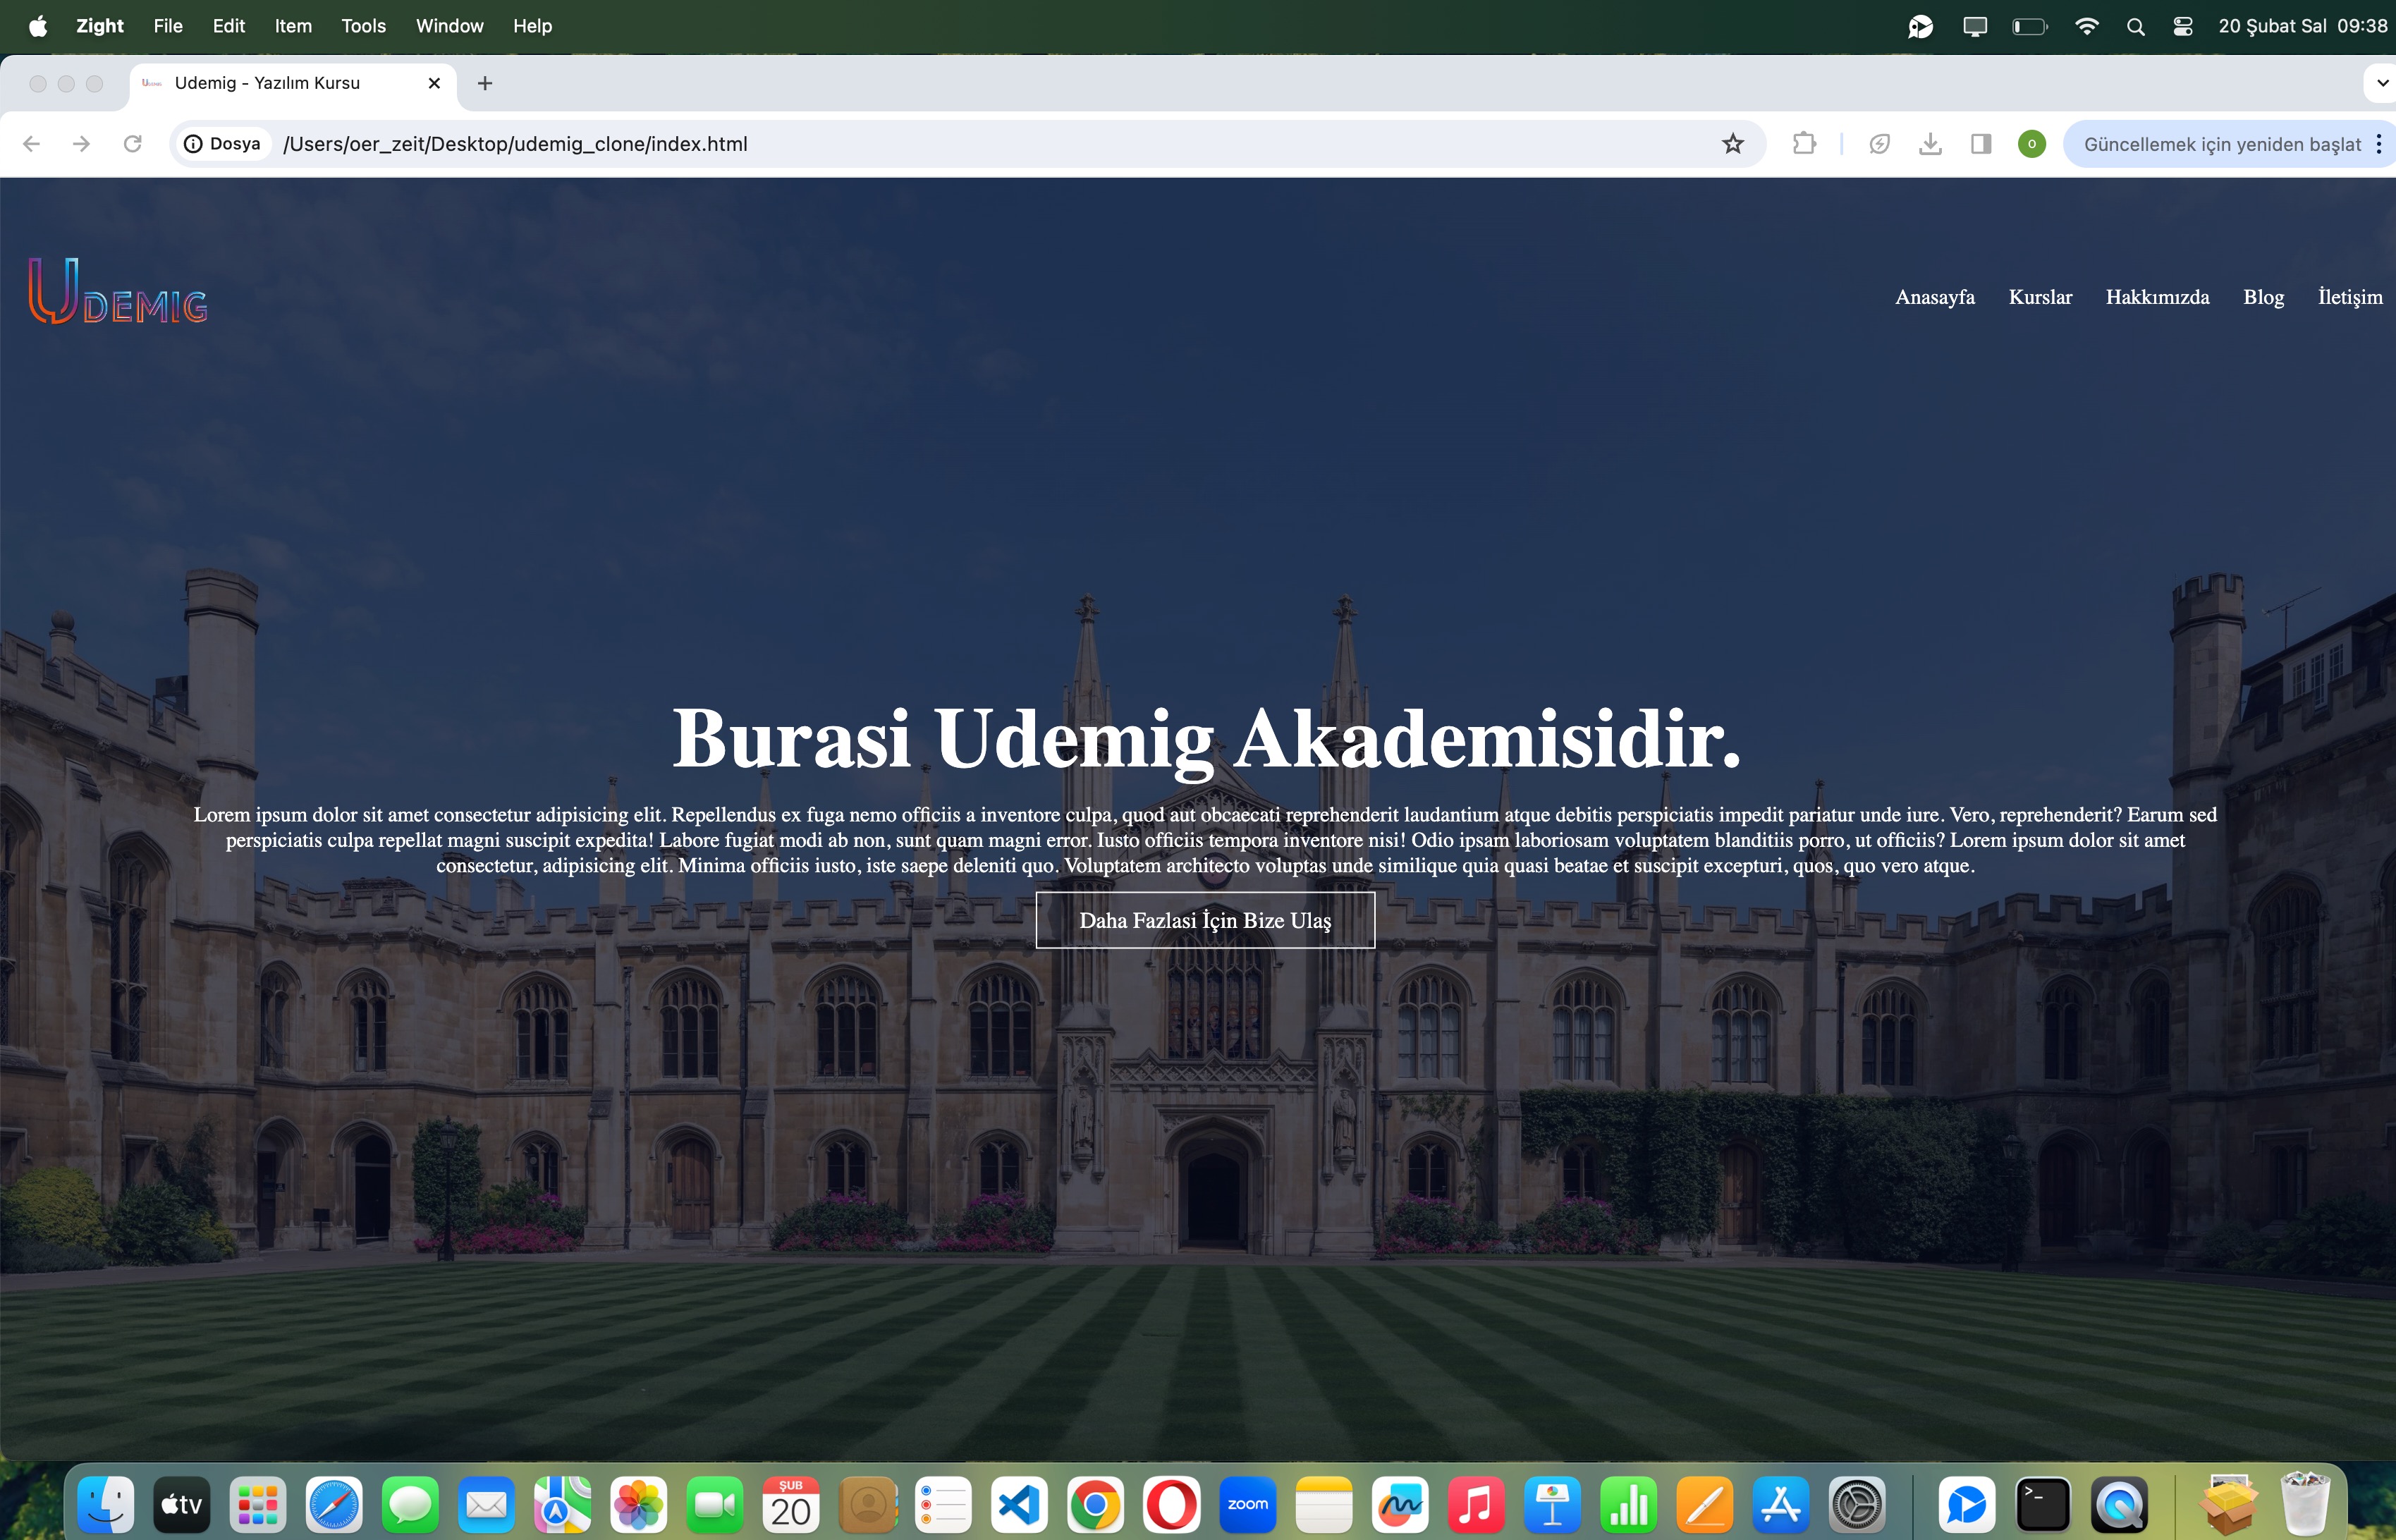 Zight File Edit Item Tools Window Help 20 Şubat Sal 09:38
Udemig - Yazılım Kursu
Dosya /Users/oer_zeit/Desktop/udemig_clone/index.html O Güncellemek için yeniden başlat
UDEMIG
Anasayfa Kurslar Hakkımızda Blog İletişim
Burasi Udemig Akademisidir.
Lorem ipsum dolor sit amet consectetur adipisicing elit. Repellendus ex fuga nemo officiis a inventore culpa, quod aut obcaecati reprehenderit laudantium atque debitis perspiciatis impedit pariatur unde iure. Vero, reprehenderit? Earum sed
perspiciatis culpa repellat magni suscipit expedita! Labore fugiat modi ab non, sunt quam magni error. Iusto officiis tempora inventore nisi! Odio ipsam laboriosam voluptatem blanditiis porro, ut officiis? Lorem ipsum dolor sit amet
consectetur, adipisicing elit. Minima officiis iusto, iste saepe deleniti quo. Voluptatem architecto voluptas unde similique quia quasi beatae et suscipit excepturi, quos, quo vero atque.
Daha Fazlasi İçin Bize Ulaş
tv ŞUB 20 zoom >_